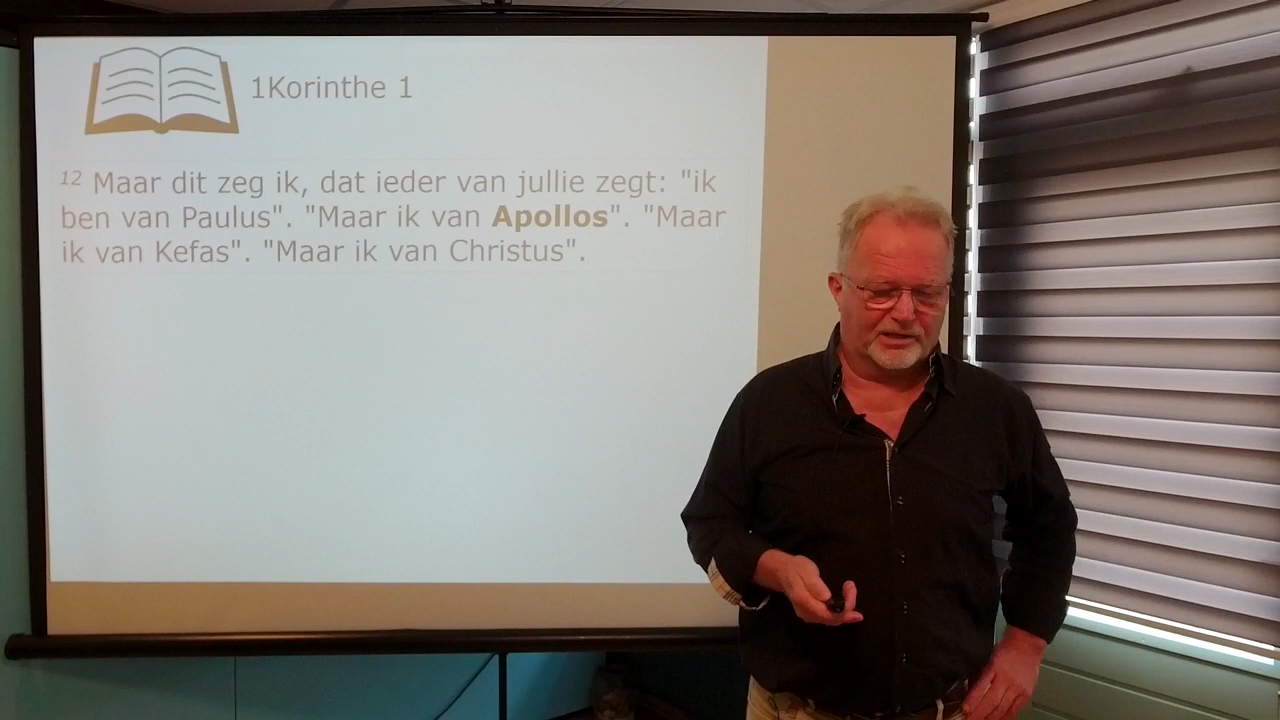 1Korinthe 1
12 Maar dit zeg ik, dat ieder van jullie zegt: "ik
ben van Paulus". "Maar ik van Apollos". "Maar
ik van Kefas". "Maar ik van Christus".